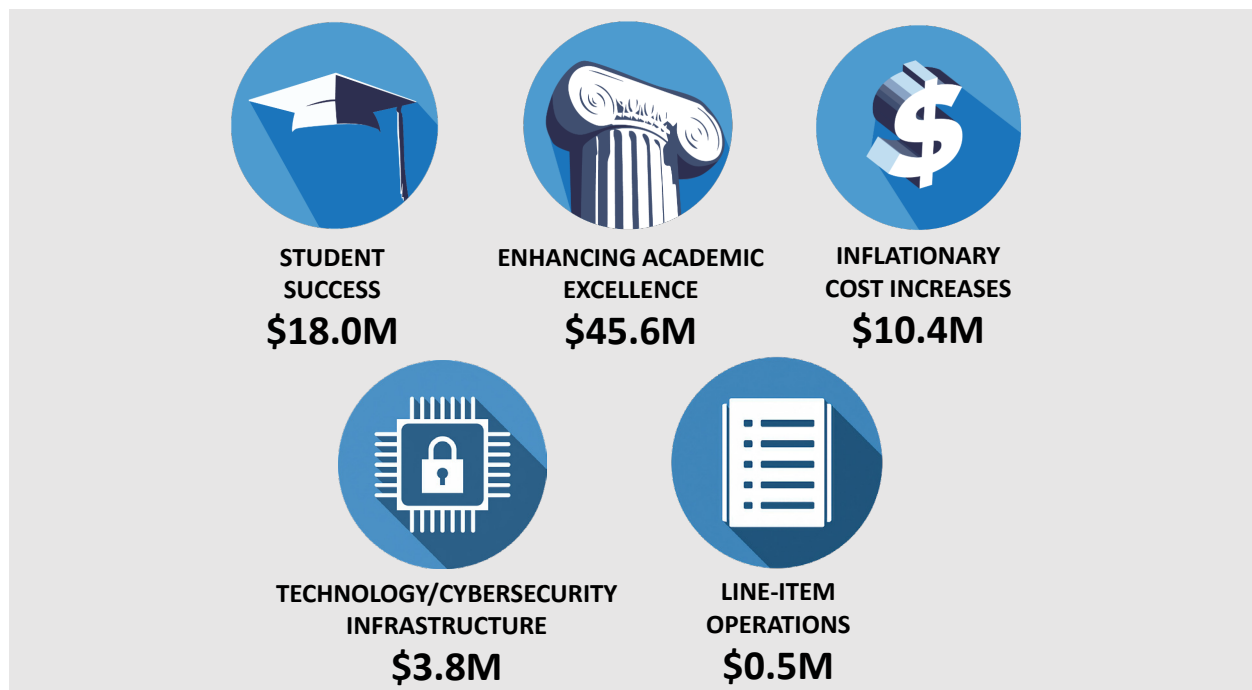 STUDENT
SUCCESS
$18.0M
ENHANCING ACADEMIC
EXCELLENCE
$45.6M
INFLATIONARY
COST INCREASES
$10.4M
TECHNOLOGY/CYBERSECURITY
INFRASTRUCTURE
$3.8M
LINE-ITEM
OPERATIONS
$0.5M